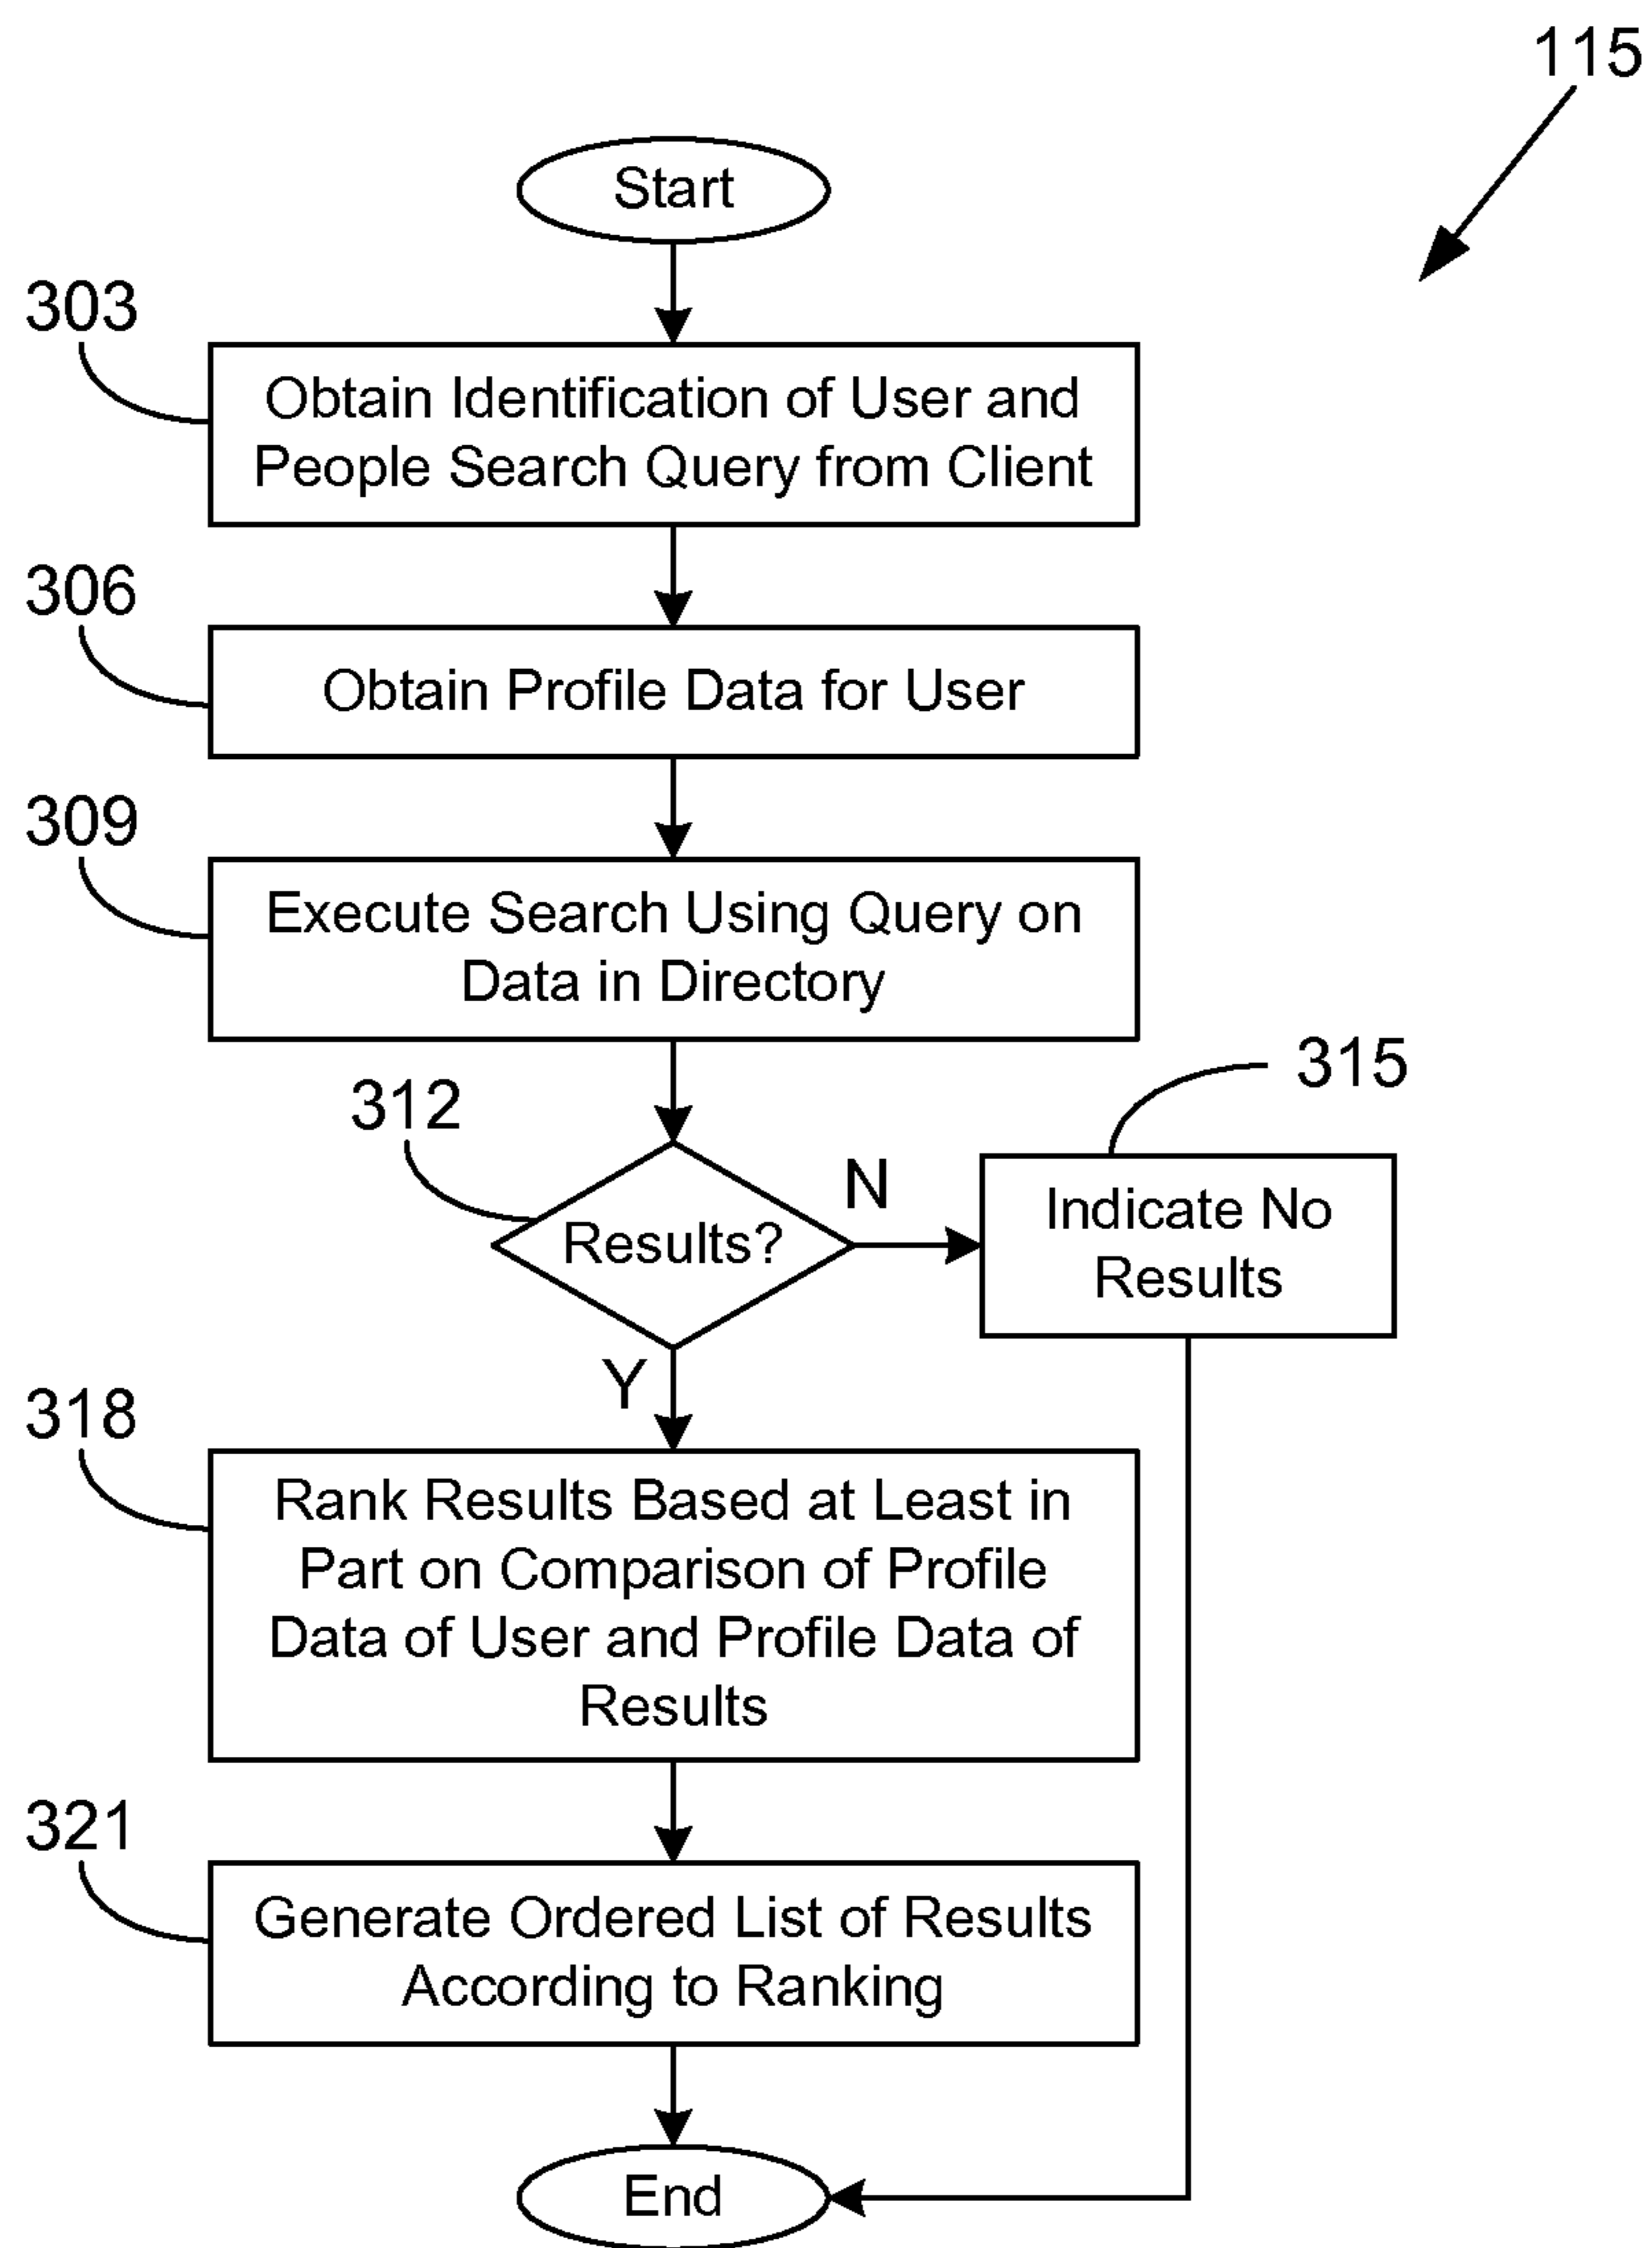 115
Start
303
Obtain Identification of User and
People Search Query from Client
306
Obtain Profile Data for User
309
Execute Search Using Query on
Data in Directory
312
Results?
N
315
Indicate No
Results
Y
318
Rank Results Based at Least in
Part on Comparison of Profile
Data of User and Profile Data of
Results
321
Generate Ordered List of Results
According to Ranking
End